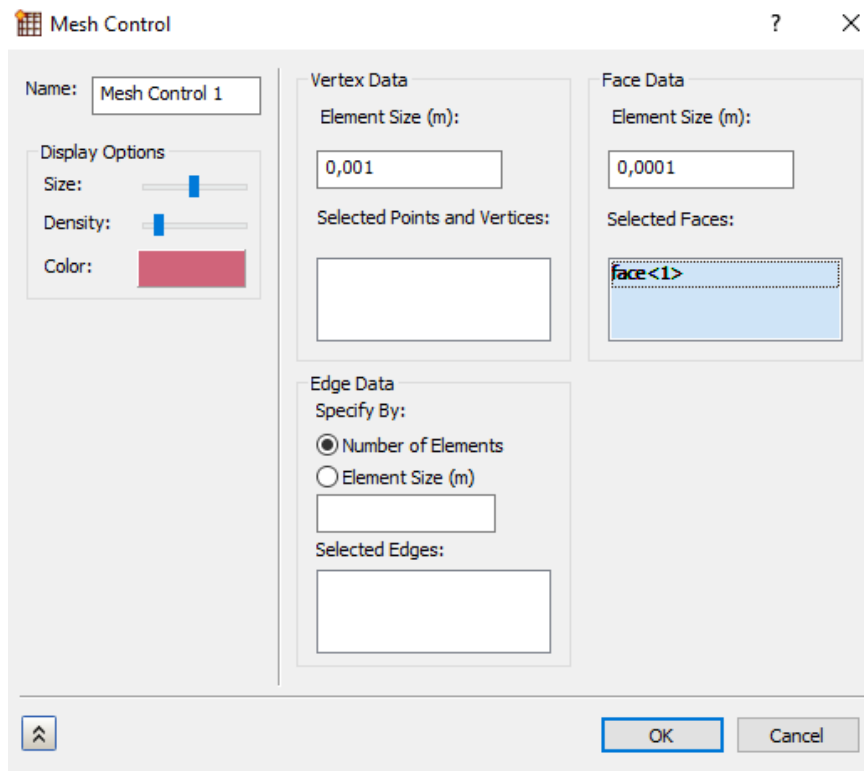 Mesh Control
?
Name:
Mesh Control 1
Display Options
Size:
Density:
Color:
Vertex Data
Element Size (m):
0,001
Selected Points and Vertices:
Edge Data
Specify By:
Number of Elements
Element Size (m)
Selected Edges:
Face Data
Element Size (m):
0,0001
Selected Faces:
face<1>
OK
Cancel